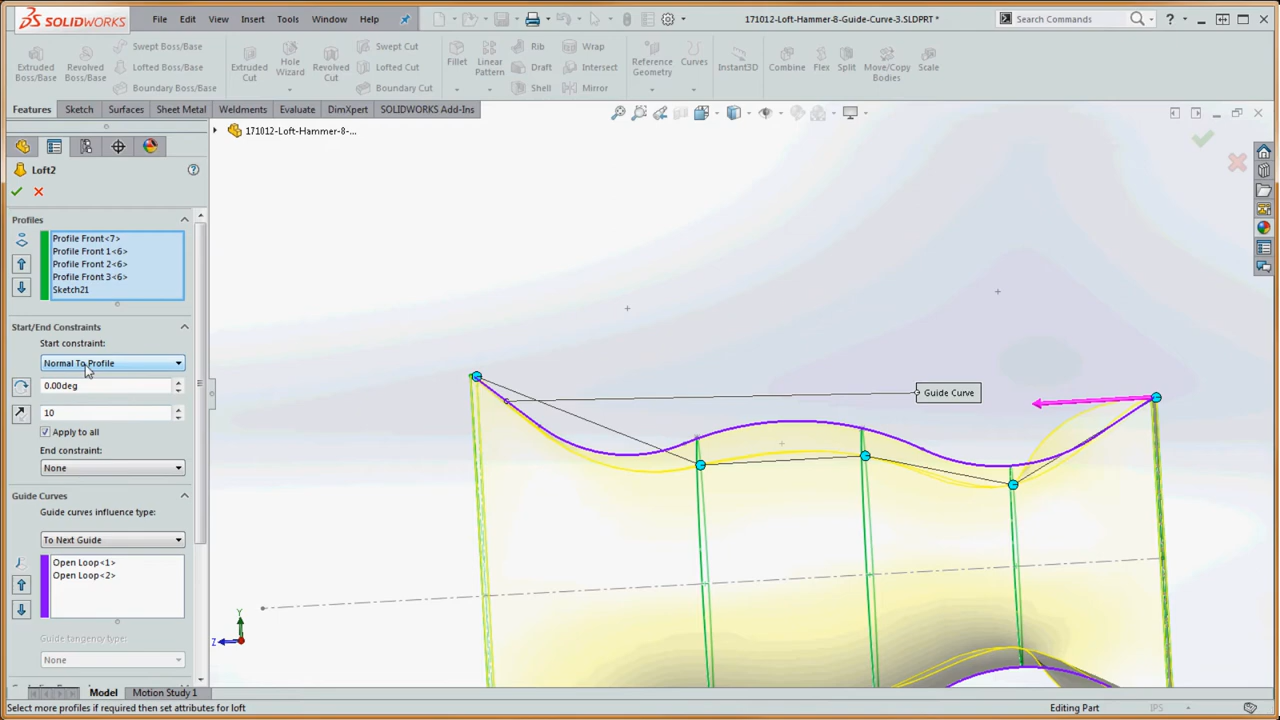 SOLIDWORKS File Edit View Insert Tools Window Help 171012-Loft-Hammer-8-Guide-Curve-3.SLDPRT * Search Commands ?
Extruded Boss/Base Revolved Boss/Base Swept Boss/Base Lofted Boss/Base Boundary Boss/Base Extruded Cut Hole Wizard Revolved Cut Swept Cut Lofted Cut Boundary Cut Fillet Linear Pattern Rib Draft Shell Wrap Intersect Mirror Reference Geometry Curves Instant3D Combine Flex Split Move/Copy Bodies Scale
Features Sketch Surfaces Sheet Metal Weldments Evaluate DimXpert SOLIDWORKS Add-Ins
171012-Loft-Hammer-8-...
Loft2
Profiles
Profile Front<7>
Profile Front 1<6>
Profile Front 2<6>
Profile Front 3<6>
Sketch21
Start/End Constraints
Start constraint:
Normal To Profile
0.00deg
10
Apply to all
End constraint:
None
Guide Curves
Guide curves influence type:
To Next Guide
Open Loop<1>
Open Loop<2>
Guide tangency type:
None
Guide Curve
Y
Z
Model Motion Study 1
Select more profiles if required then set attributes for loft Editing Part IPS